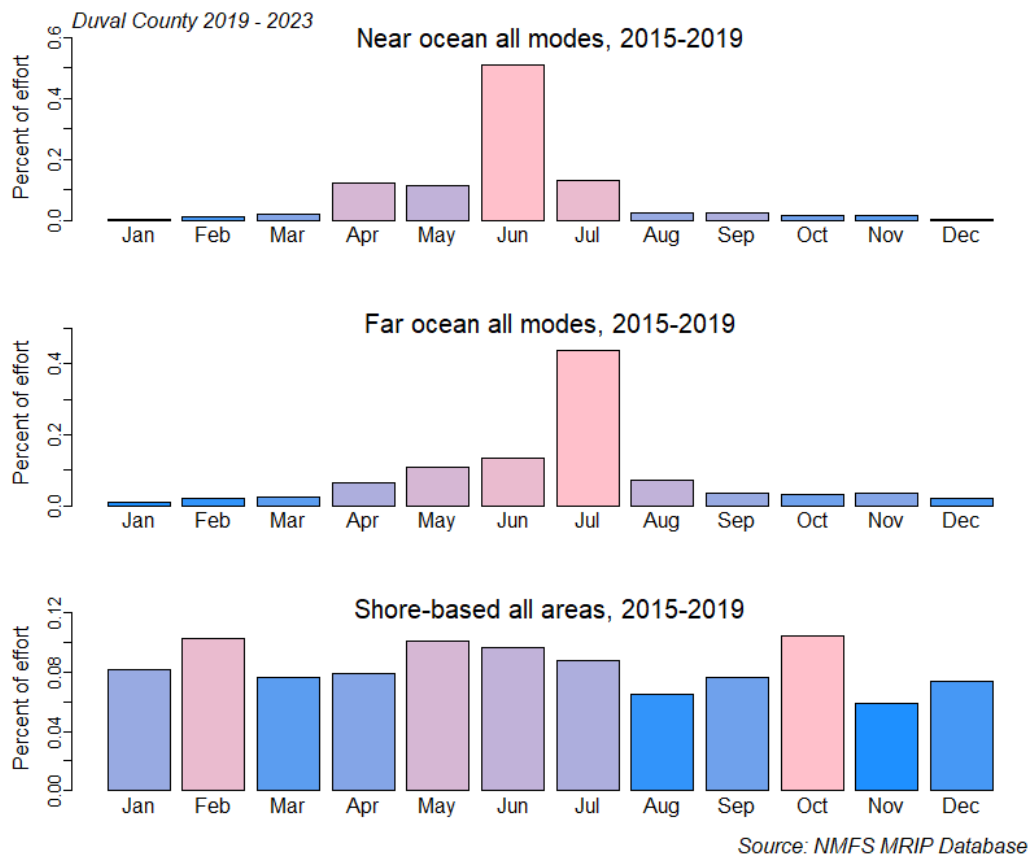 Duval County 2019 - 2023
Near ocean all modes, 2015-2019
Percent of effort
0.0 0.2 0.4 0.6
Jan Feb Mar Apr May Jun Jul Aug Sep Oct Nov Dec
Far ocean all modes, 2015-2019
Percent of effort
0.0 0.2 0.4
Jan Feb Mar Apr May Jun Jul Aug Sep Oct Nov Dec
Shore-based all areas, 2015-2019
Percent of effort
0.00 0.04 0.08 0.12
Jan Feb Mar Apr May Jun Jul Aug Sep Oct Nov Dec
Source: NMFS MRIP Database